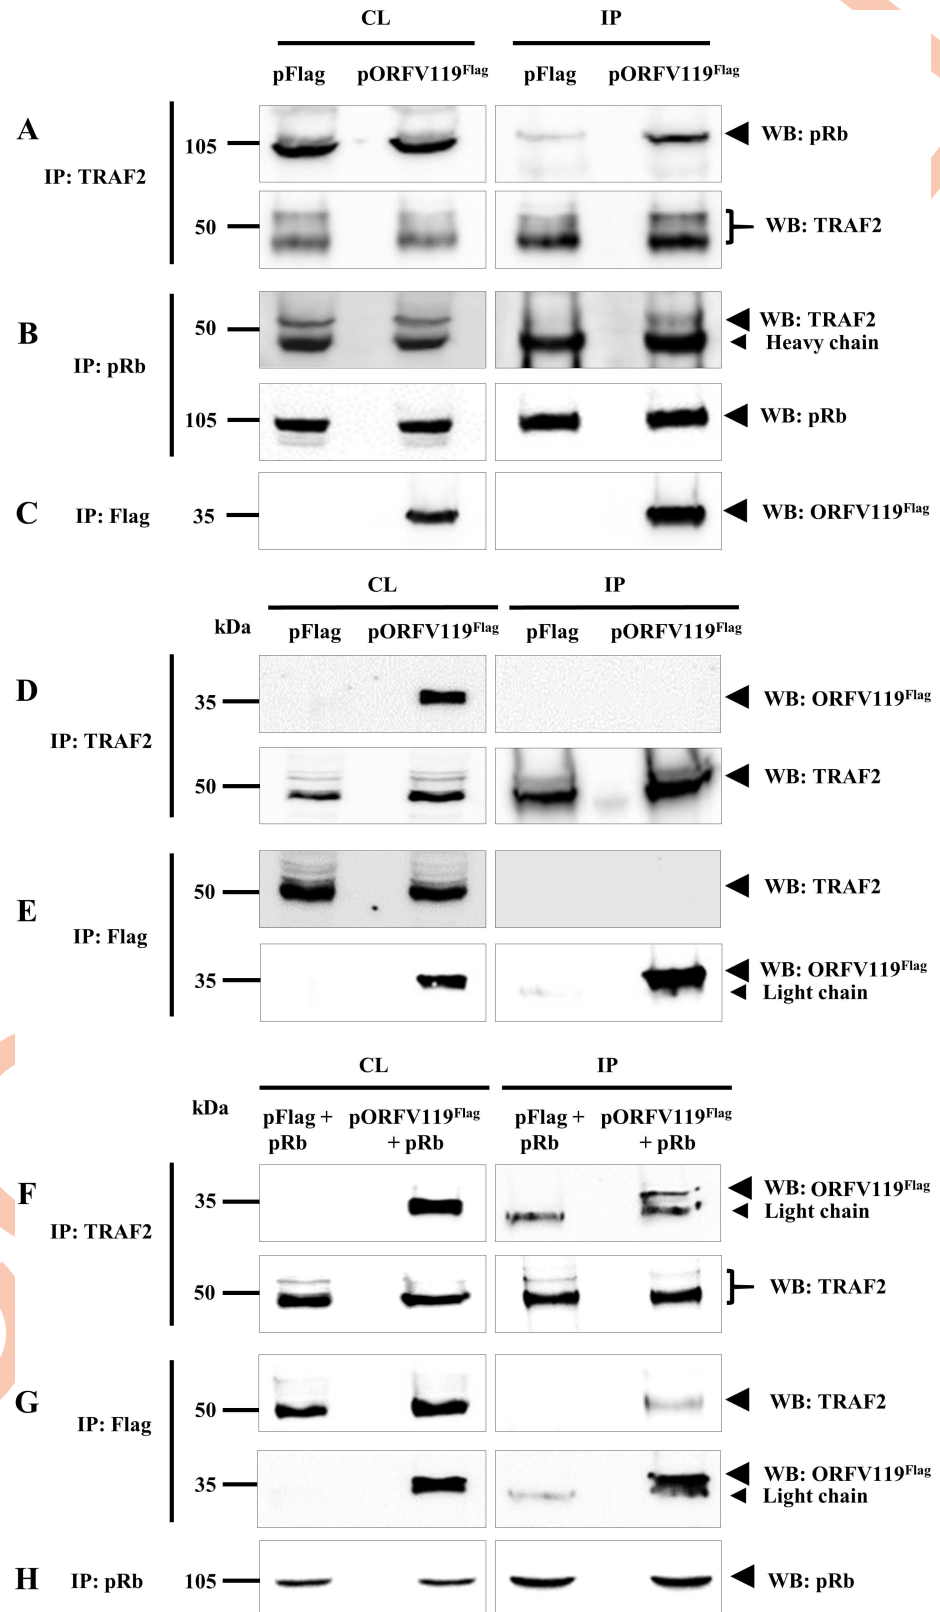 CL IP
pFlag pORFV119Flag pFlag pORFV119Flag
A
IP: TRAF2
105
WB: pRb
50
WB: TRAF2
B
IP: pRb
50
WB: TRAF2
Heavy chain
105
WB: pRb
C IP: Flag 35 WB: ORFV119Flag
CL IP
kDa pFlag pORFV119Flag pFlag pORFV119Flag
D
IP: TRAF2
35
WB: ORFV119Flag
50
WB: TRAF2
E
IP: Flag
50
WB: TRAF2
35
WB: ORFV119Flag
Light chain
CL IP
kDa
pFlag + pORFV119Flag pFlag + pORFV119Flag
pRb + pRb pRb + pRb
F
IP: TRAF2
35
WB: ORFV119Flag
Light chain
50
WB: TRAF2
G
IP: Flag
50
WB: TRAF2
35
WB: ORFV119Flag
Light chain
H IP: pRb 105 WB: pRb